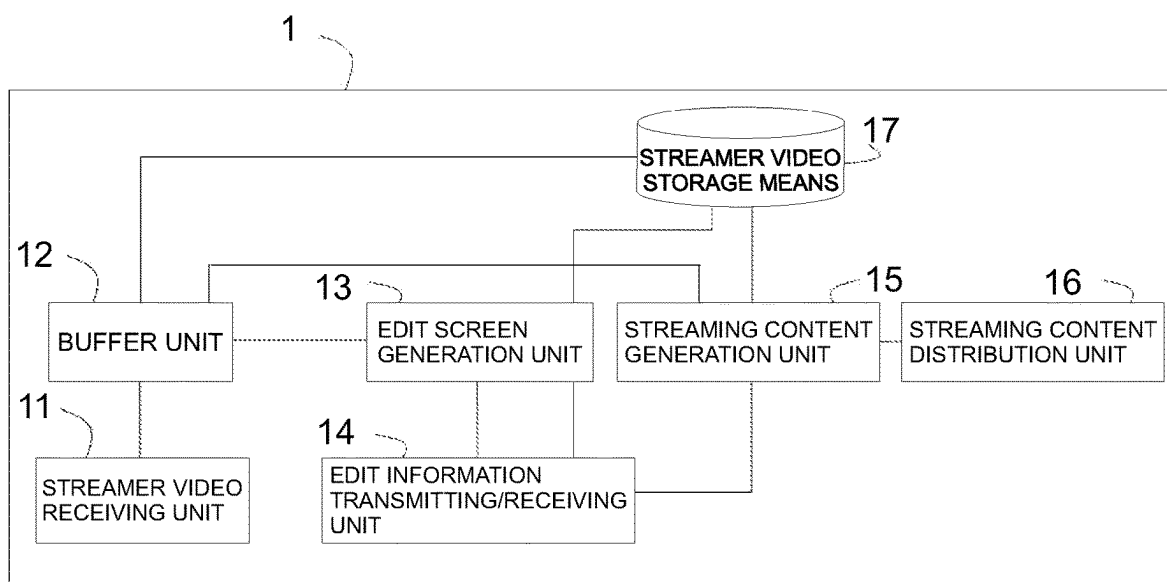 1
17
STREAMER VIDEO
STORAGE MEANS
12
BUFFER UNIT
13
EDIT SCREEN
GENERATION UNIT
15
STREAMING CONTENT
GENERATION UNIT
16
STREAMING CONTENT
DISTRIBUTION UNIT
11
STREAMER VIDEO
RECEIVING UNIT
14
EDIT INFORMATION
TRANSMITTING/RECEIVING
UNIT